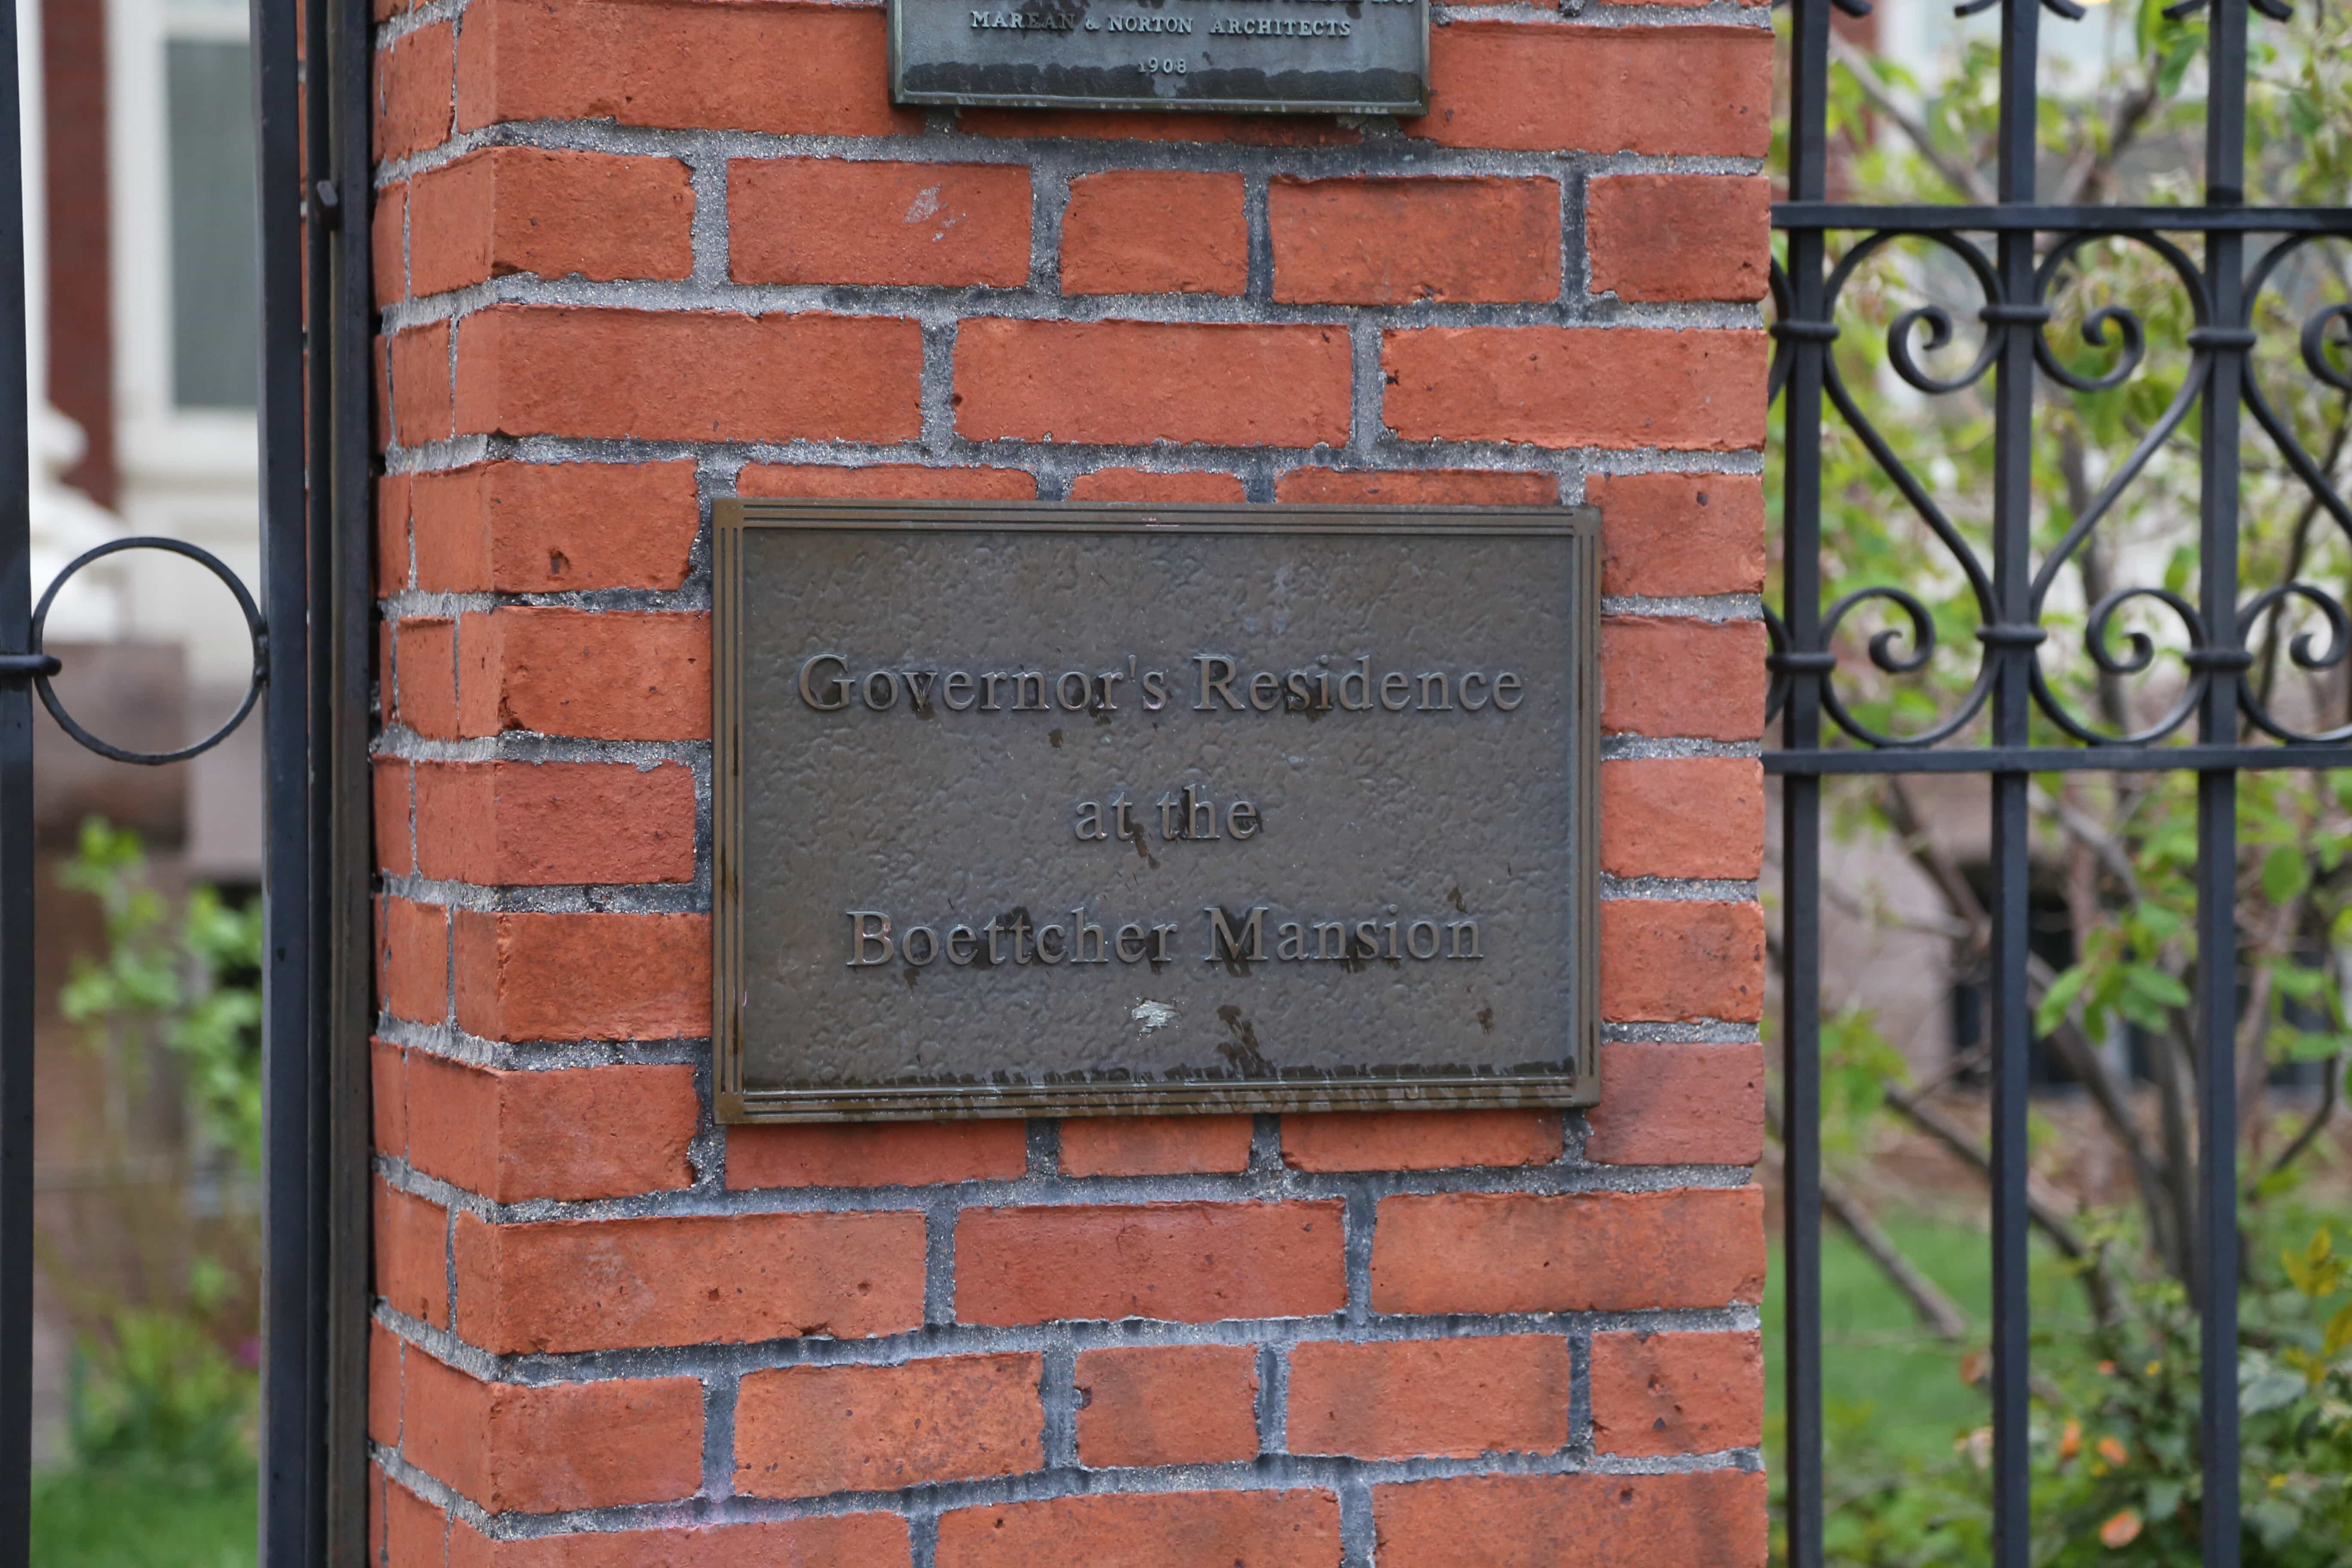 MAREAN & NORTON ARCHITECTS
1908
Governor's Residence
at the
Boettcher Mansion